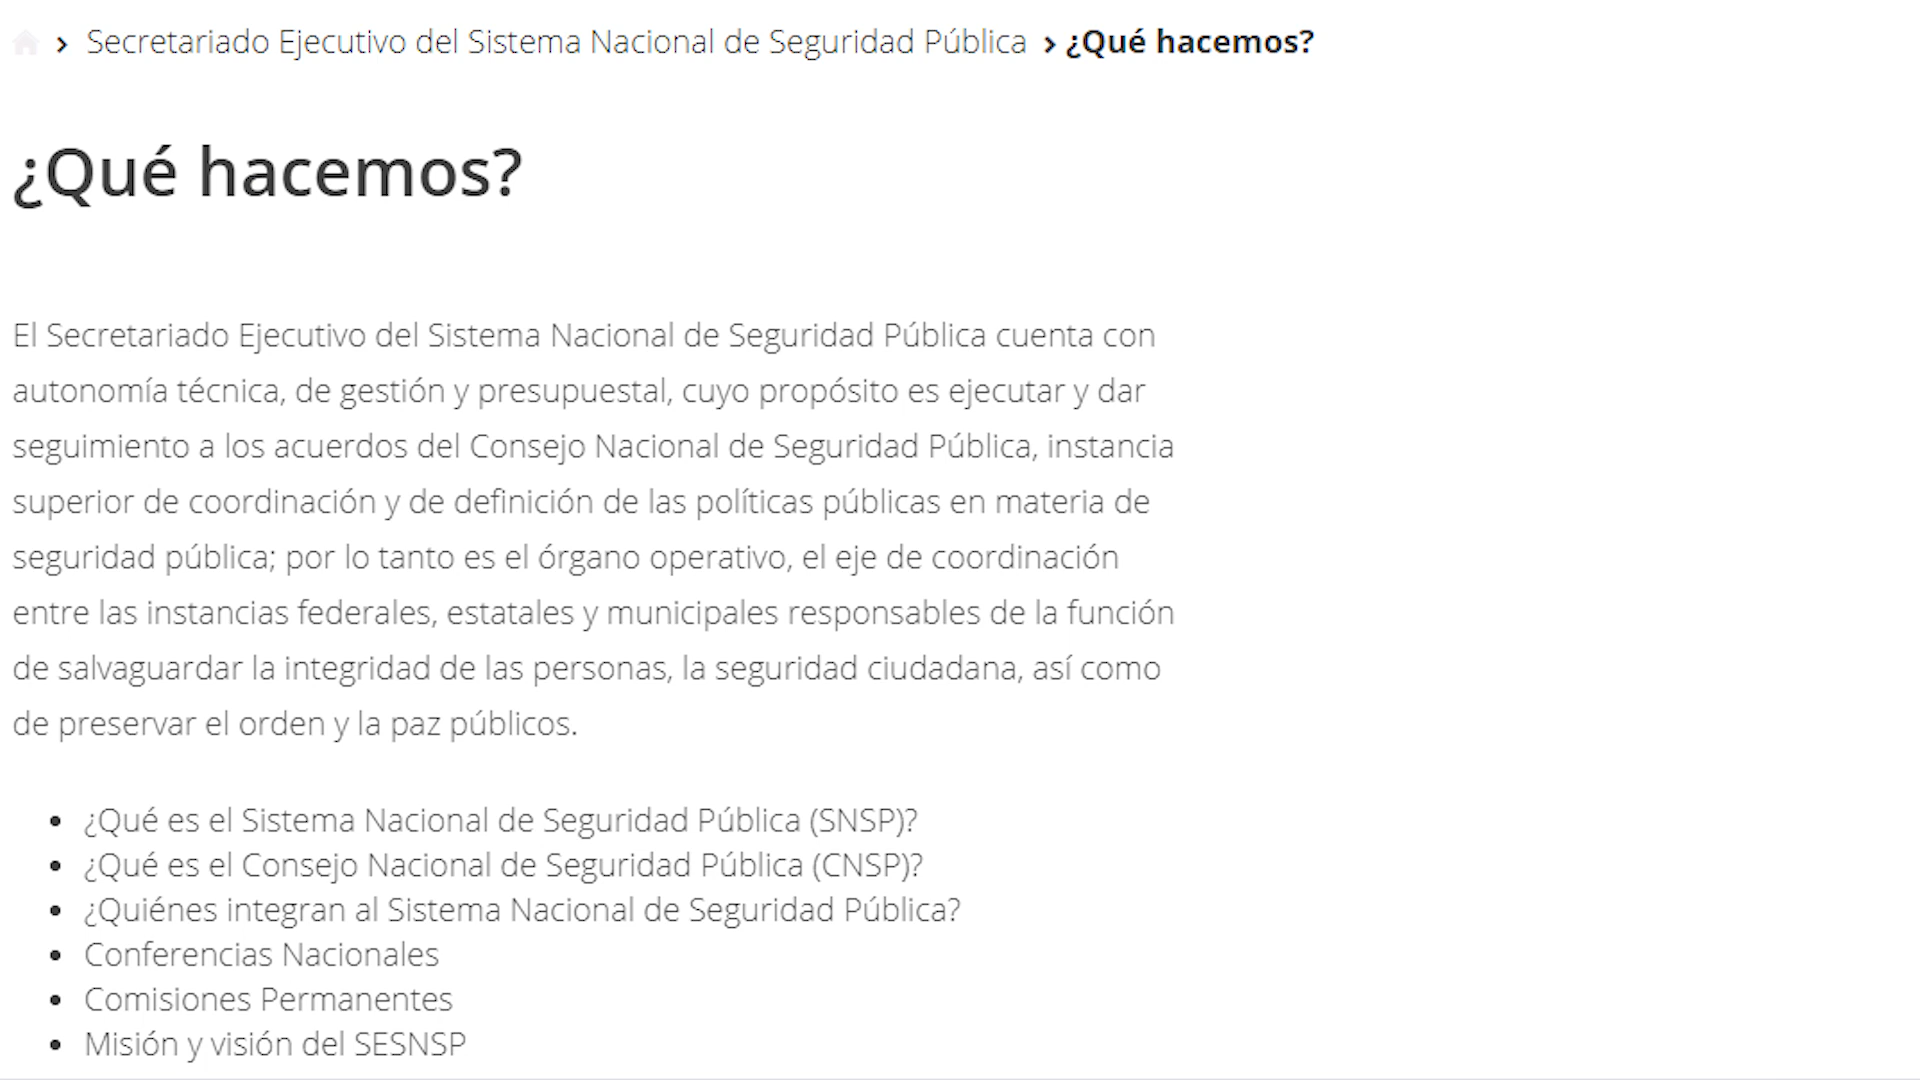 › Secretariado Ejecutivo del Sistema Nacional de Seguridad Pública › ¿Qué hacemos?
¿Qué hacemos?
El Secretariado Ejecutivo del Sistema Nacional de Seguridad Pública cuenta con
autonomía técnica, de gestión y presupuestal, cuyo propósito es ejecutar y dar
seguimiento a los acuerdos del Consejo Nacional de Seguridad Pública, instancia
superior de coordinación y de definición de las políticas públicas en materia de
seguridad pública; por lo tanto es el órgano operativo, el eje de coordinación
entre las instancias federales, estatales y municipales responsables de la función
de salvaguardar la integridad de las personas, la seguridad ciudadana, así como
de preservar el orden y la paz públicos.
• ¿Qué es el Sistema Nacional de Seguridad Pública (SNSP)?
• ¿Qué es el Consejo Nacional de Seguridad Pública (CNSP)?
• ¿Quiénes integran al Sistema Nacional de Seguridad Pública?
• Conferencias Nacionales
• Comisiones Permanentes
• Misión y visión del SESNSP